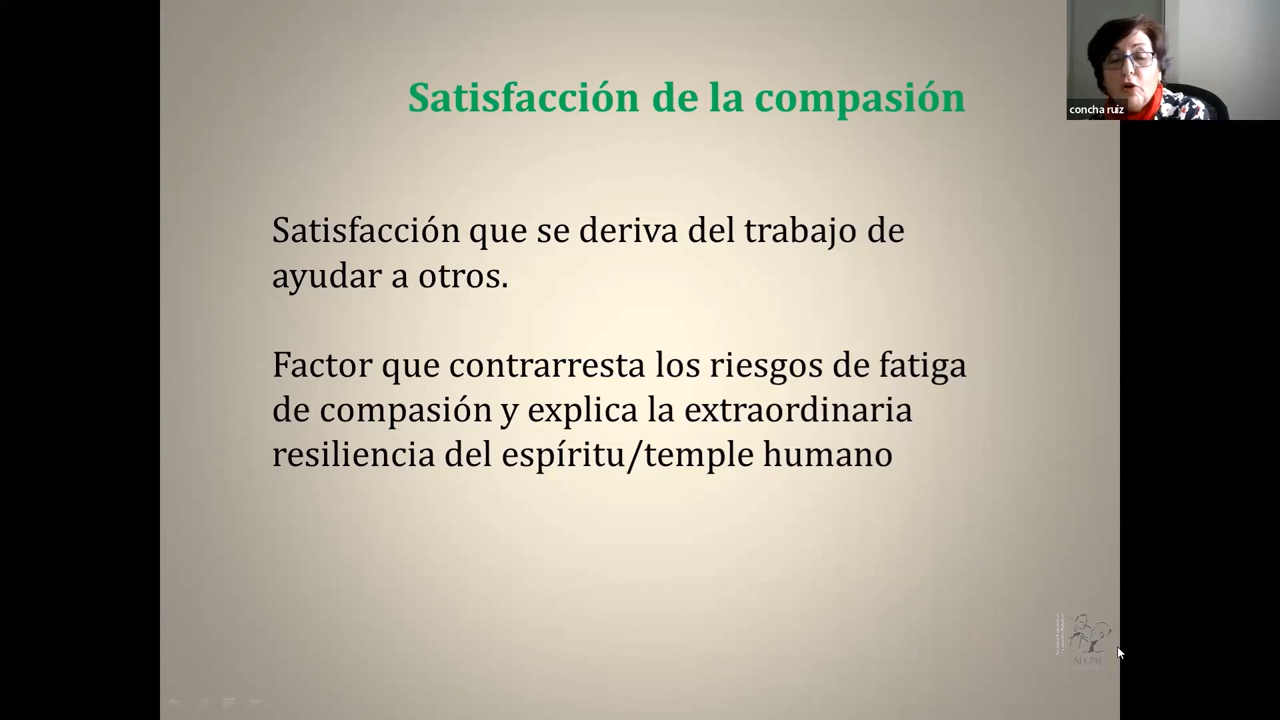 Satisfacción de la compasión
concha ruiz
Satisfacción que se deriva del trabajo de
ayudar a otros.
Factor que contrarresta los riesgos de fatiga
de compasión y explica la extraordinaria
resiliencia del espíritu/temple humano
SECPAL